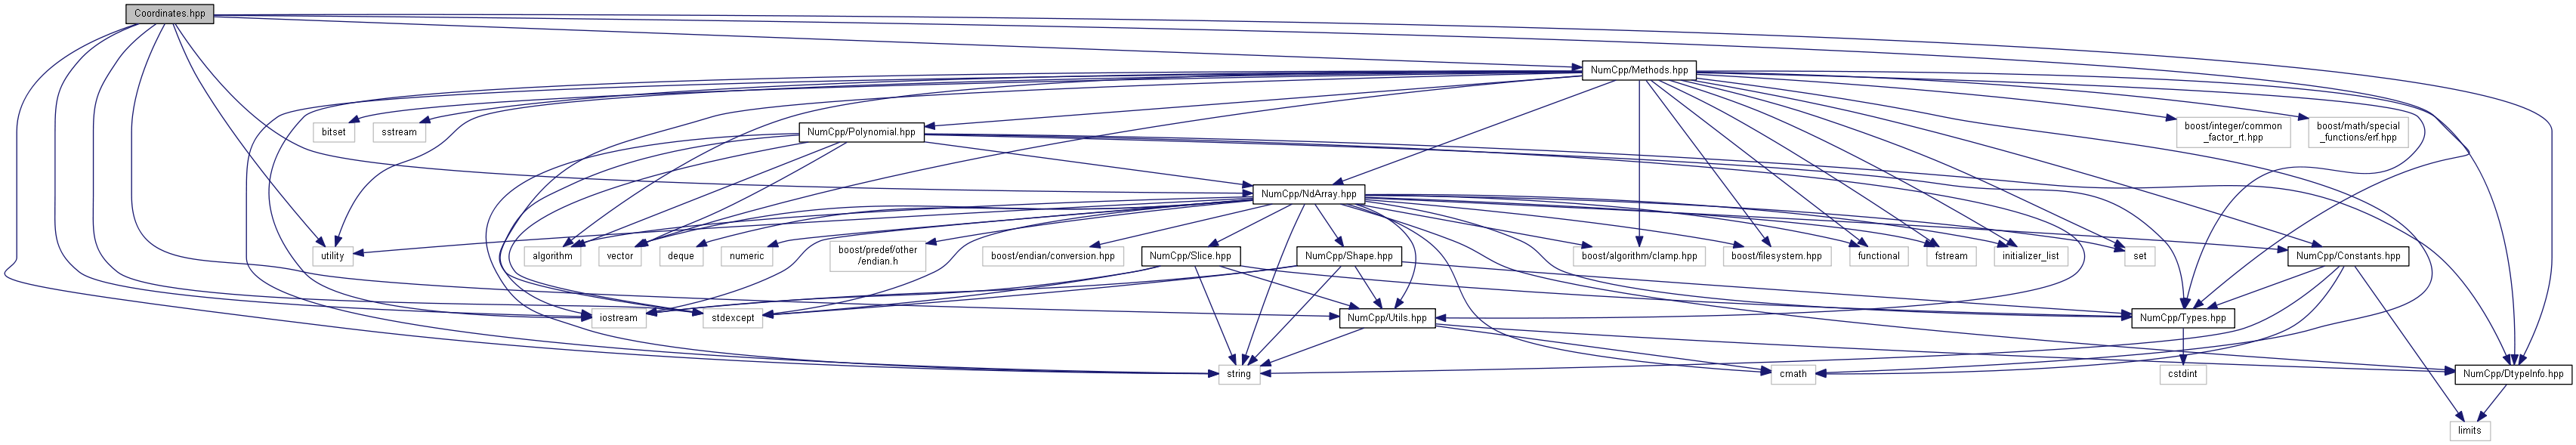 Coordinates.hpp
NumCpp/Methods.hpp
bitset
sstream
NumCpp/Polynomial.hpp
boost/integer/common
_factor_rt.hpp
boost/math/special
_functions/erf.hpp
NumCpp/NdArray.hpp
utility
algorithm
vector
deque
numeric
boost/predef/other
/endian.h
boost/endian/conversion.hpp
NumCpp/Slice.hpp
NumCpp/Shape.hpp
boost/algorithm/clamp.hpp
boost/filesystem.hpp
functional
fstream
initializer_list
set
NumCpp/Constants.hpp
iostream
stdexcept
NumCpp/Utils.hpp
NumCpp/Types.hpp
string
cmath
cstdint
NumCpp/DtypeInfo.hpp
limits